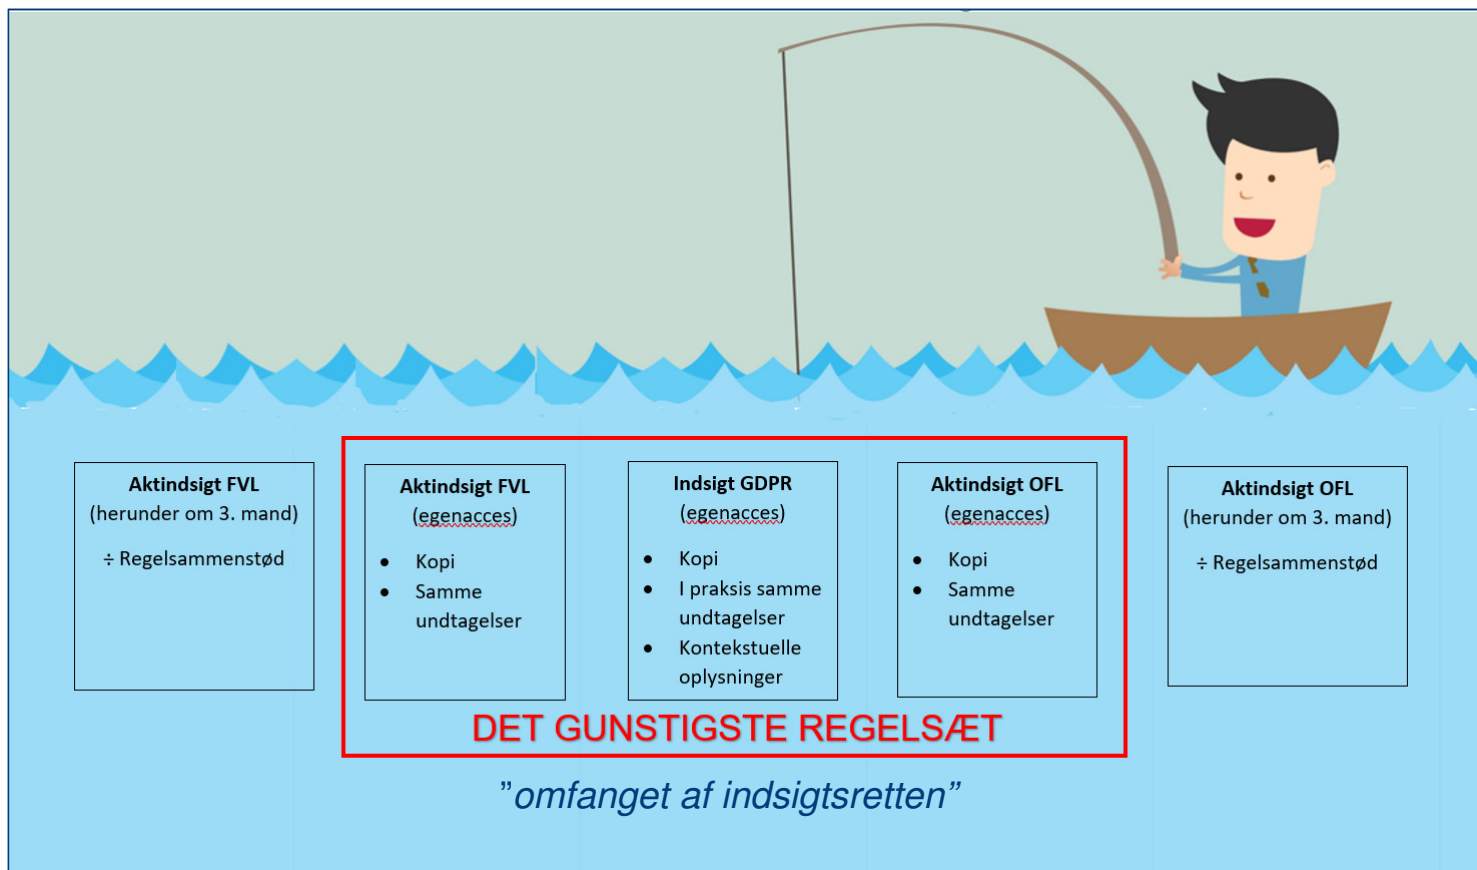 Aktindsigt FVL
(herunder om 3. mand)
÷ Regelsammenstød
Aktindsigt FVL
(egenacces)
• Kopi
• Samme
undtagelser
Indsigt GDPR
(egenacces)
• Kopi
• I praksis samme
undtagelser
• Kontekstuelle
oplysninger
Aktindsigt OFL
(egenacces)
• Kopi
• Samme
undtagelser
Aktindsigt OFL
(herunder om 3. mand)
÷ Regelsammenstød
DET GUNSTIGSTE REGELSÆT
”omfanget af indsigtsretten”